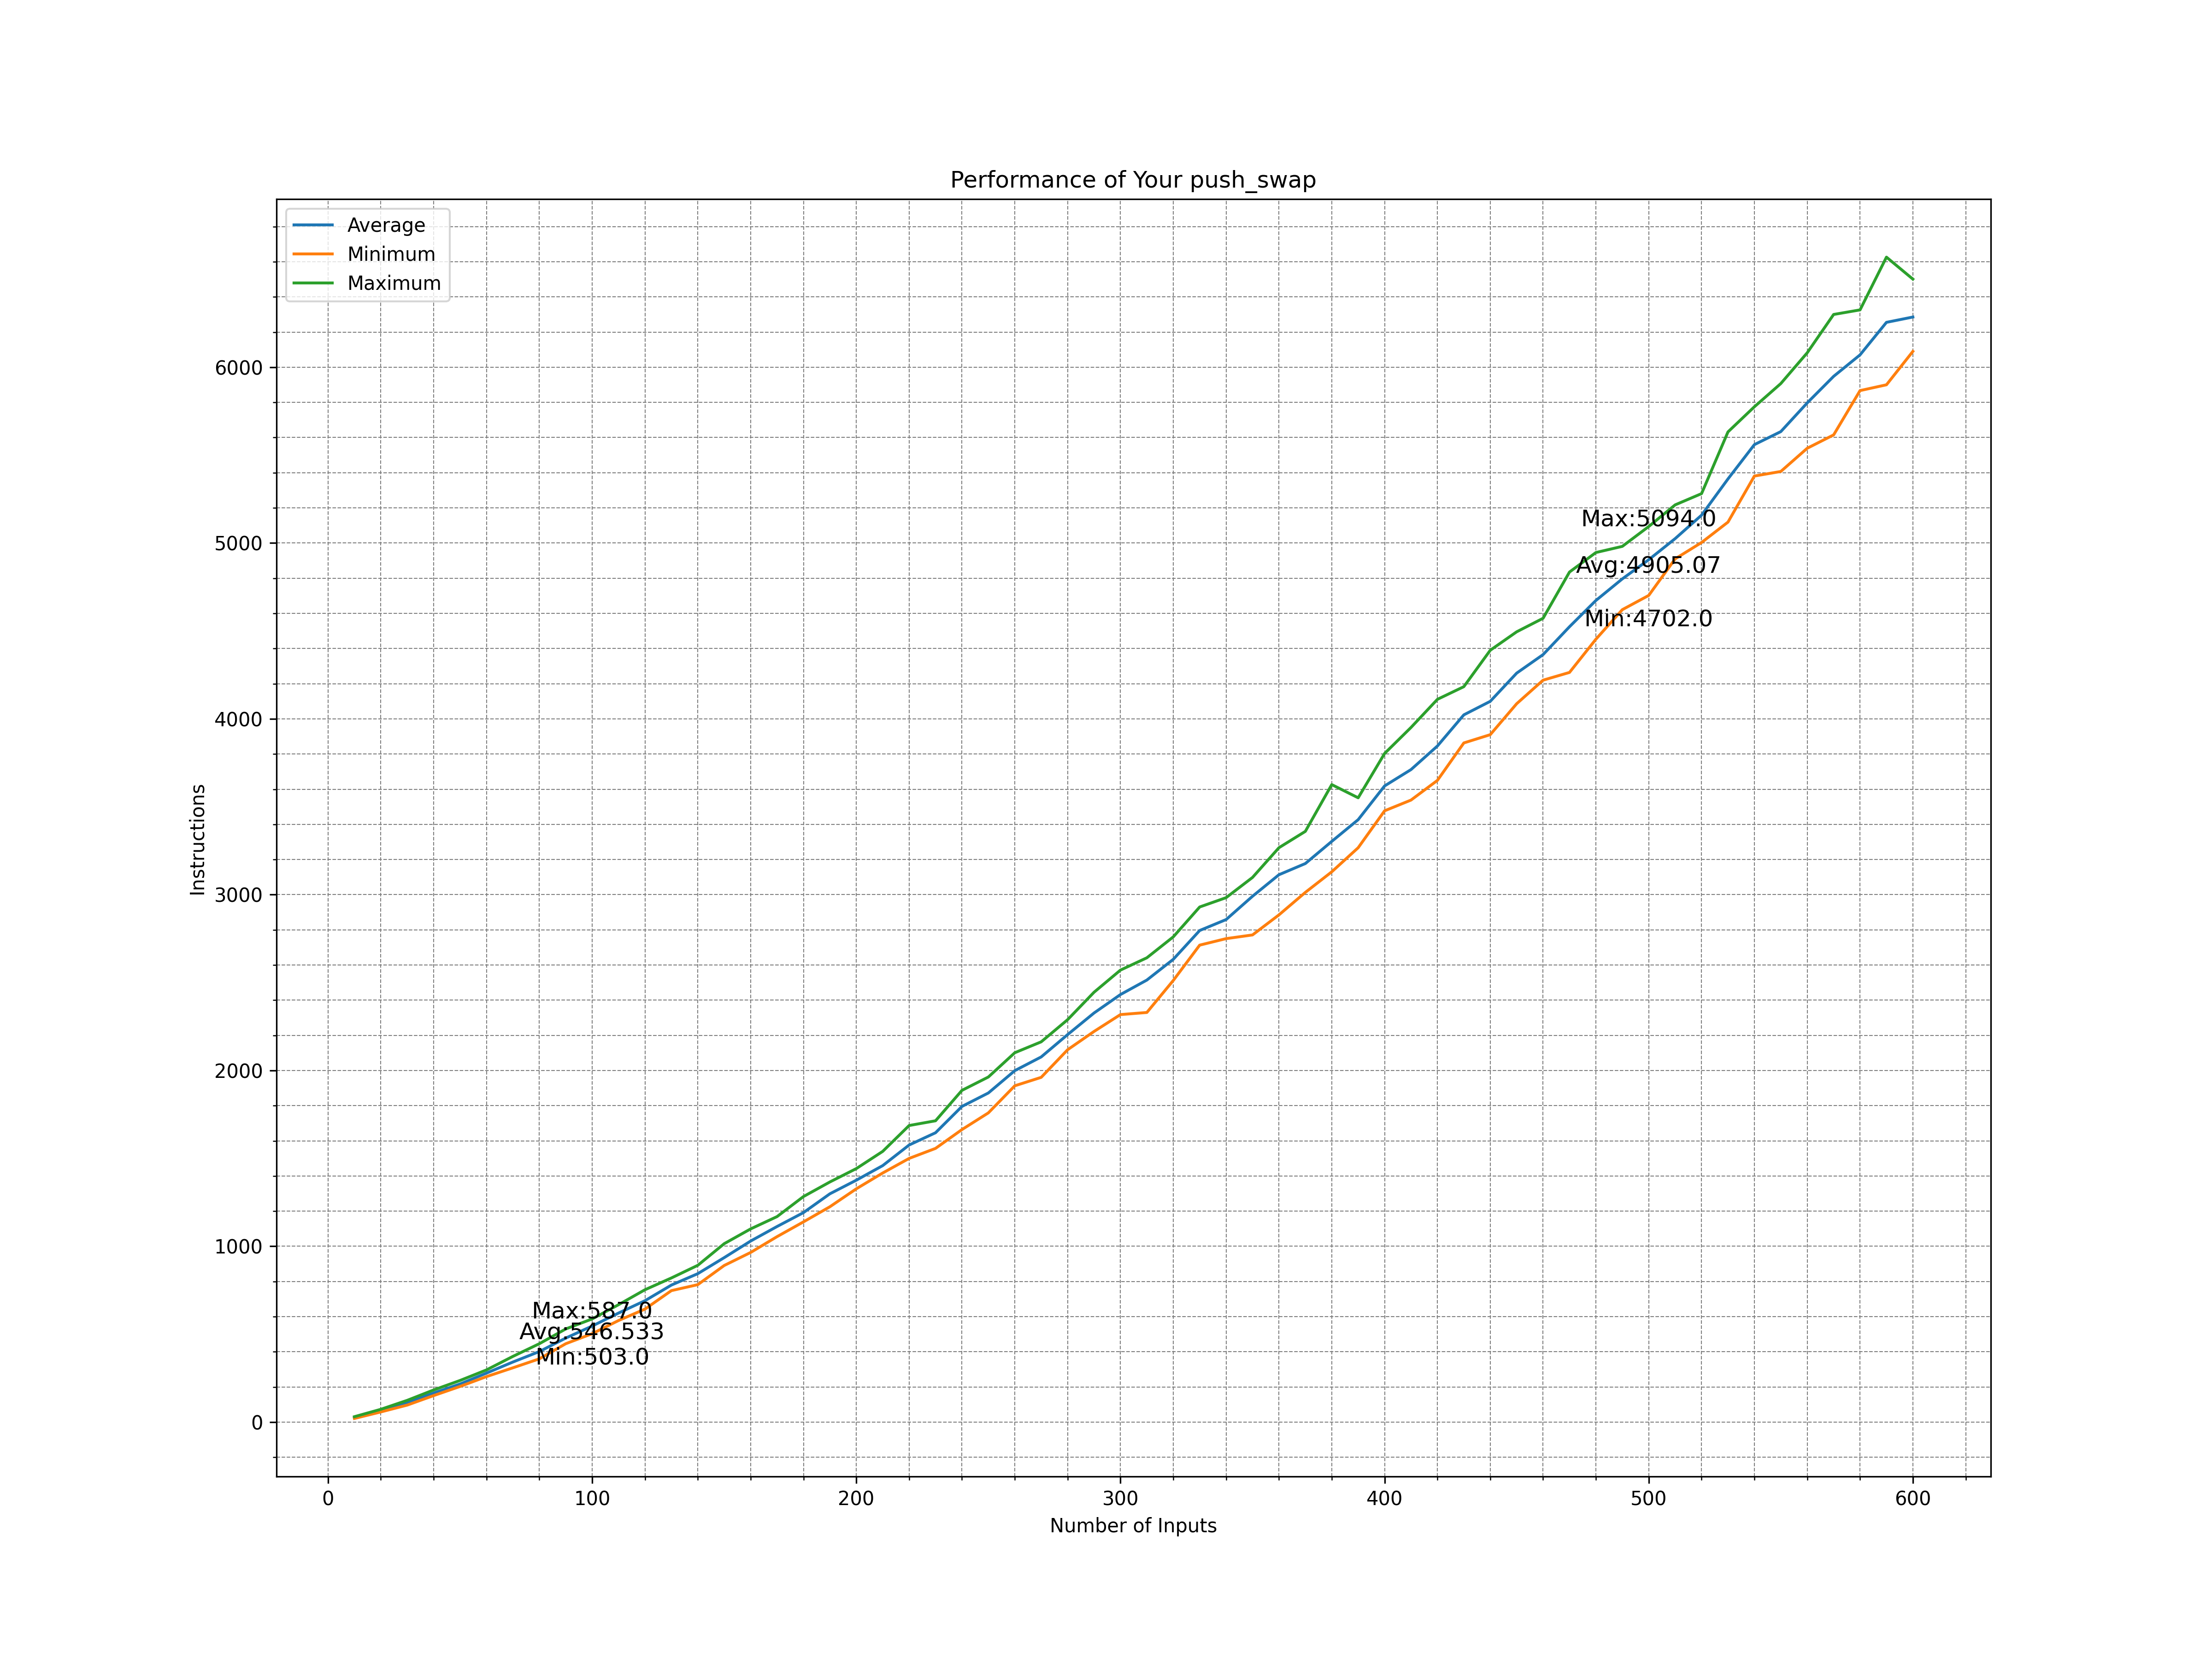 Performance of Your push_swap
Average
Minimum
Maximum
6000
5000
4000
3000
2000
1000
0
Instructions
Max:5094.0
Avg:4905.07
Min:4702.0
Max:587.0
Avg:546.533
Min:503.0
0 100 200 300 400 500 600
Number of Inputs